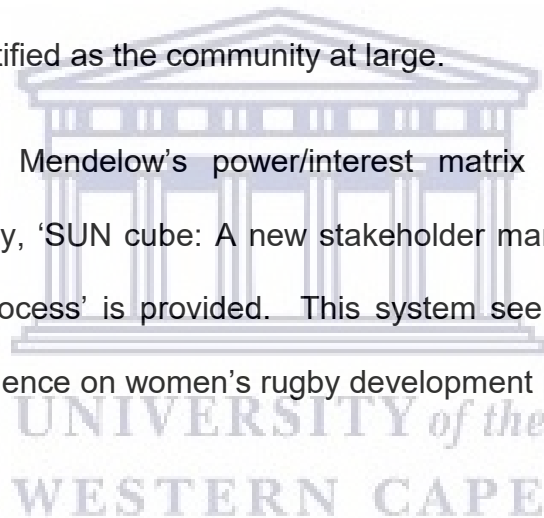 tified as the community at large.
Mendelow's power/interest matrix
y, 'SUN cube: A new stakeholder mar
ocess' is provided. This system see
ence on women's rugby development
UNIVERSITY of the
WESTERN CAPE